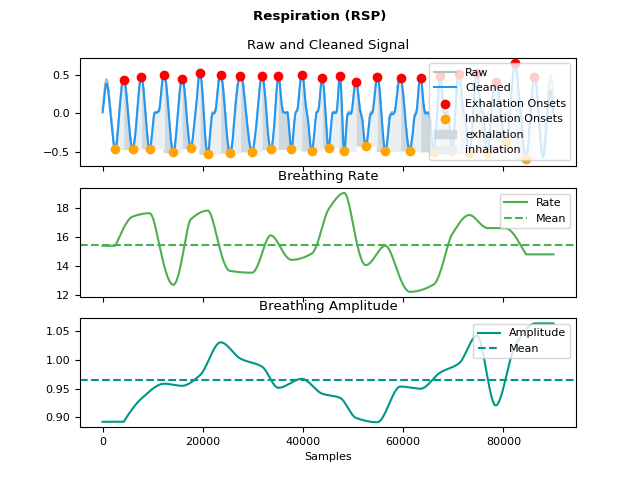 Respiration (RSP)
Raw and Cleaned Signal
0.5
0.0
−0.5
Raw
Cleaned
Exhalation Onsets
Inhalation Onsets
exhalation
inhalation
Breathing Rate
18
16
14
12
Rate
Mean
Breathing Amplitude
1.05
1.00
0.95
0.90
Amplitude
Mean
0 20000 40000 60000 80000
Samples